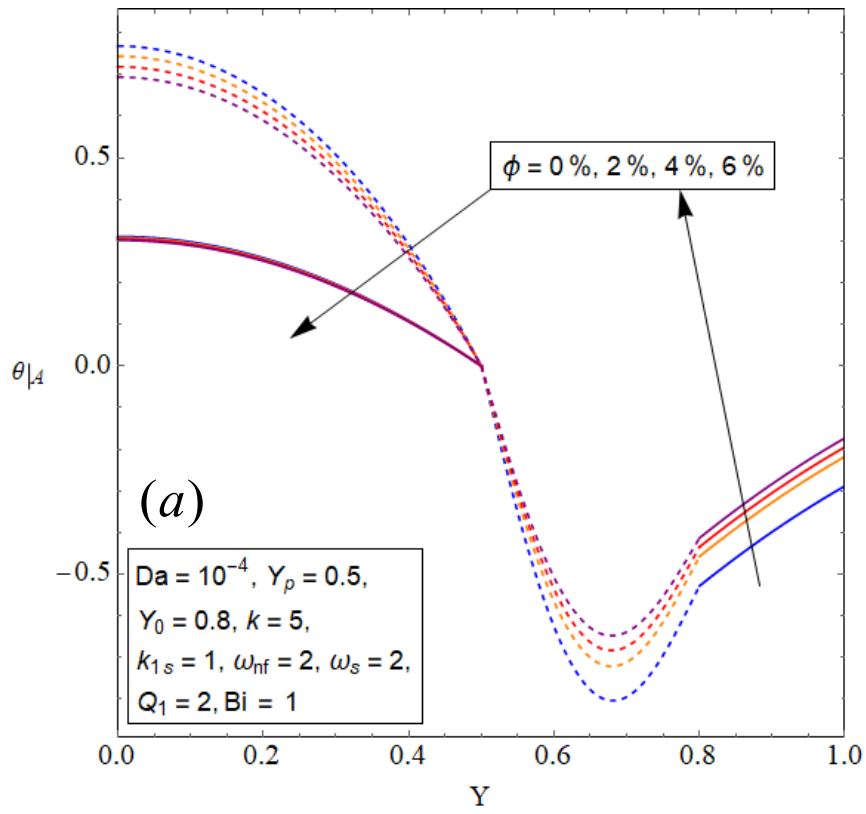 ϕ = 0 %, 2 %, 4 %, 6 %
0.5
0.0
−0.5
θ|A
(a)
Da = 10⁻⁴, Yₚ = 0.5,
Y₀ = 0.8, k = 5,
k₁ₛ = 1, ωnf = 2, ωₛ = 2,
Q₁ = 2, Bi = 1
0.0 0.2 0.4 0.6 0.8 1.0
Y